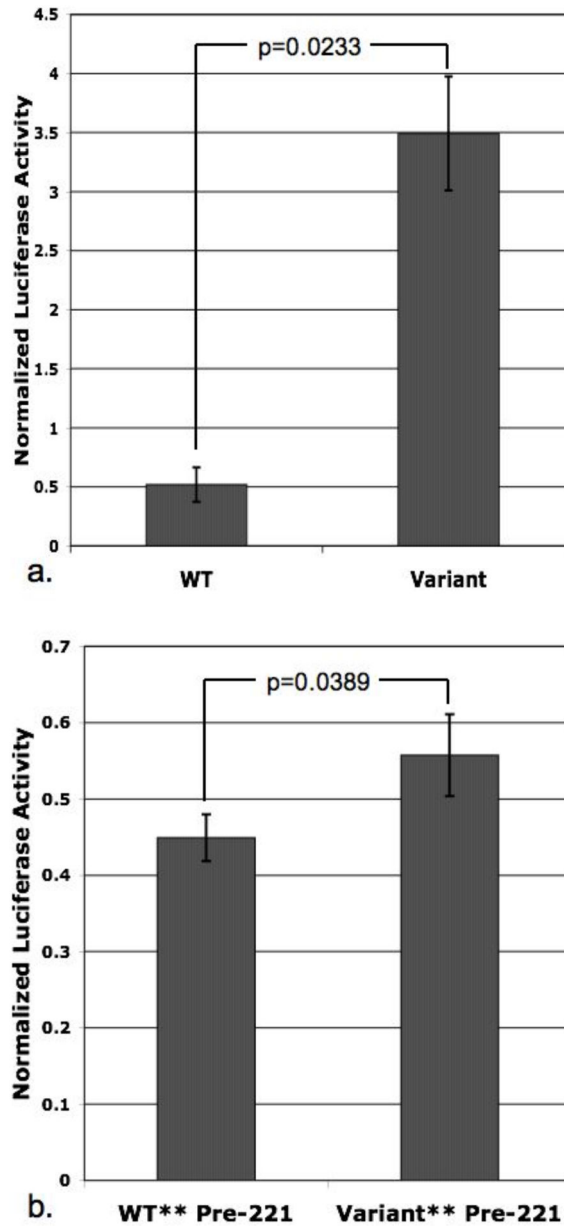 4.5
p=0.0233
4
3.5
3
2.5
2
1.5
1
0.5
0
Normalized Luciferase Activity
WT Variant
a.
0.7
p=0.0389
0.6
0.5
0.4
0.3
0.2
0.1
0
Normalized Luciferase Activity
WT** Pre-221 Variant** Pre-221
b.